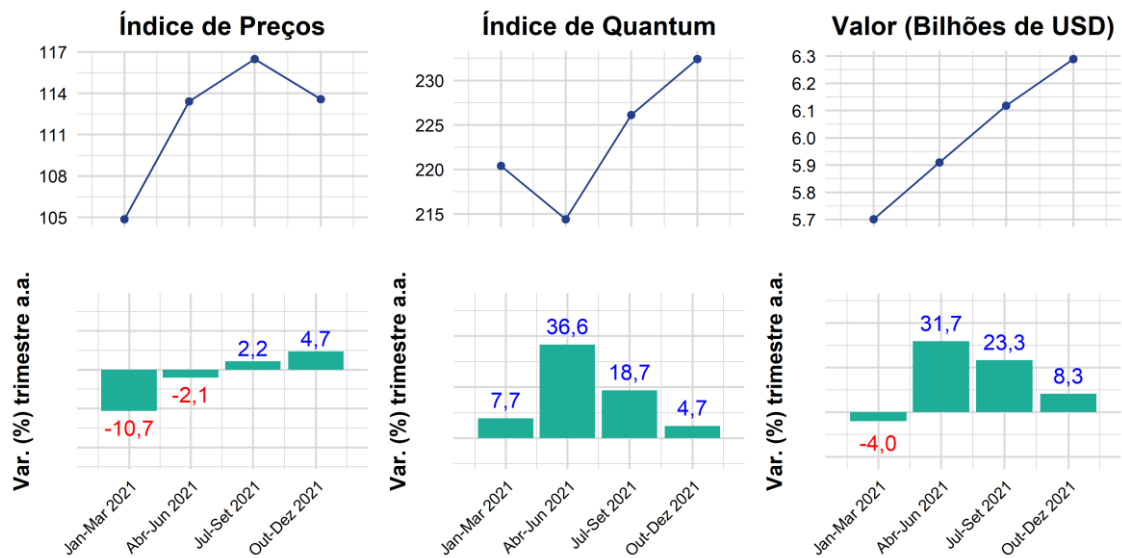 Índice de Preços
117
114
111
108
105
Índice de Quantum
230
225
220
215
Valor (Bilhões de USD)
6.3
6.2
6.1
6.0
5.9
5.8
5.7
Var. (%) trimestre a.a.
-10,7
-2,1
2,2
4,7
Jan-Mar 2021
Abr-Jun 2021
Jul-Set 2021
Out-Dez 2021
Var. (%) trimestre a.a.
7,7
36,6
18,7
4,7
Jan-Mar 2021
Abr-Jun 2021
Jul-Set 2021
Out-Dez 2021
Var. (%) trimestre a.a.
-4,0
31,7
23,3
8,3
Jan-Mar 2021
Abr-Jun 2021
Jul-Set 2021
Out-Dez 2021